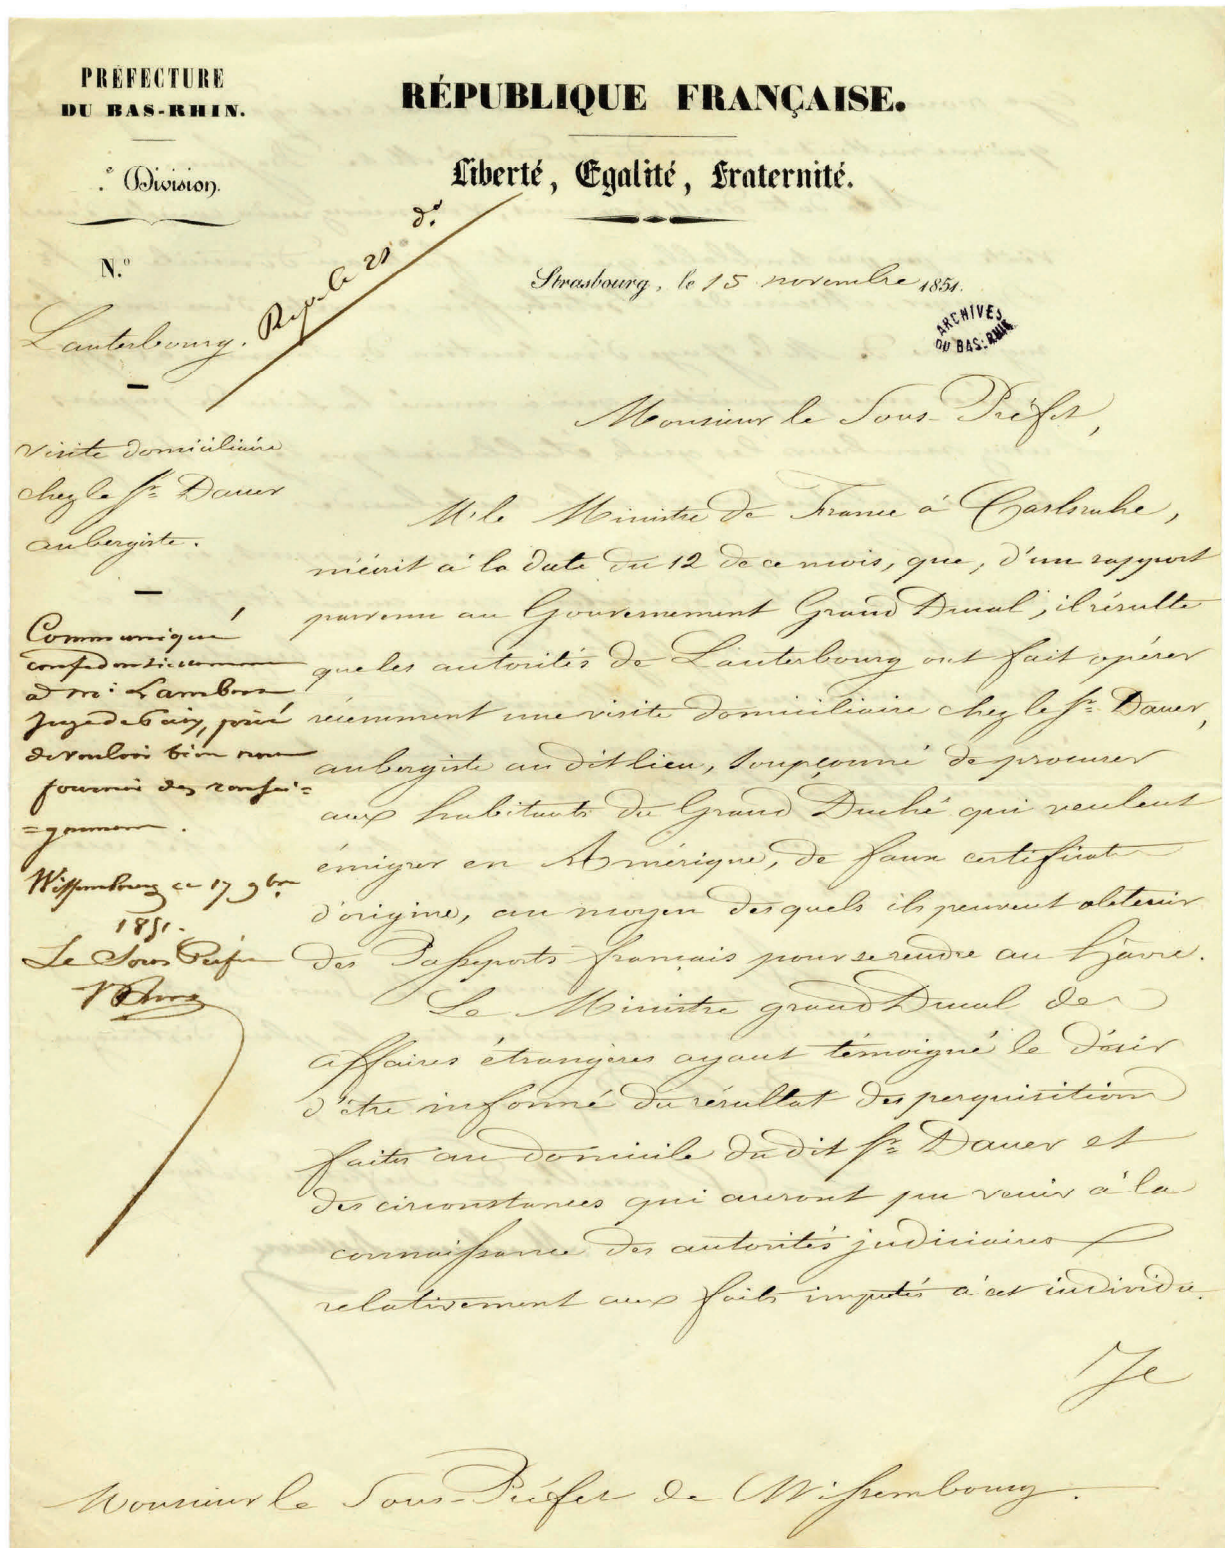 PRÉFECTURE
DU BAS-RHIN.
.e Division.
N.o
RÉPUBLIQUE FRANÇAISE.
Liberté, Egalité, Fraternité.
Strasbourg, le 15 novembre 1851.
ARCHIVES
DU BAS-RHIN
Lauterbourg.
visite domiciliaire
chez le Sr. Dauer
aubergiste.
Communiqué
confidentiellement
à mr. Lambert
Juge de Paix, prié
de vouloir bien nous
fournir des rensei=
=gnemens.
Wissembourg ce 17 9bre
1851.
Le Sous Préfet
Monsieur le Sous-Préfet,
Mr. le Ministre de France à Carlsruhe,
m'écrit à la date du 12 de ce mois, que, d'un rapport
parvenu au Gouvernement Grand Ducal, il résulte
que les autorités de Lauterbourg ont fait opérer
récemment une visite domiciliaire chez le Sr. Dauer,
aubergiste au dit lieu, soupçonné de procurer
aux habitants du Grand Duché qui veulent
émigrer en Amérique, de faux certificats
d'origine, au moyen desquels ils peuvent obtenir
des Passeports français pour se rendre au Hâvre.
Le Ministre grand Ducal des
affaires étrangères ayant témoigné le désir
d'être informé du résultat des perquisitions
faites au domicile du dit Sr. Dauer et
des circonstances qui auront pu venir à la
connaissance des autorités judiciaires
relativement aux faits imputés à cet individu.
Je
Monsieur le Sous-Préfet de Wissembourg.